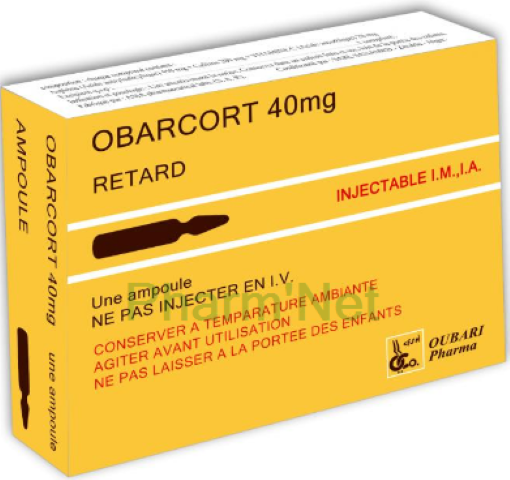 OBARCORT 40mg
RETARD
INJECTABLE I.M.,I.A.
Une ampoule
NE PAS INJECTER EN I.V.
CONSERVER A TEMPARATURE AMBIANTE
AGITER AVANT UTILISATION
NE PAS LAISSER A LA PORTEE DES ENFANTS
OUBARI
Pharma
OBARCORT 40mg une ampoule
AMPOULE
Pharm'Net